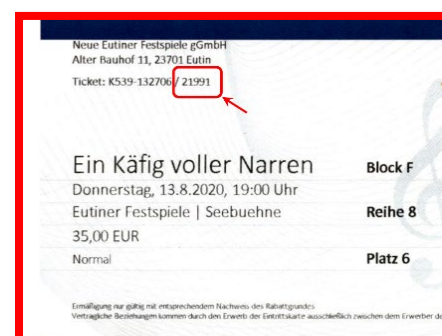 Neue Eutiner Festspiele gGmbH
Alter Bauhof 11, 23701 Eutin
Ticket: K539-132706 / 21991
Ein Käfig voller Narren
Block F
Donnerstag, 13.8.2020, 19:00 Uhr
Eutiner Festspiele | Seebuehne
Reihe 8
35,00 EUR
Normal
Platz 6
Ermäßigung nur gültig mit entsprechendem Nachweis des Rabattgrundes
Vertragliche Beziehungen kommen durch den Erwerb der Eintrittskarte ausschließlich zwischen dem Erwerber de